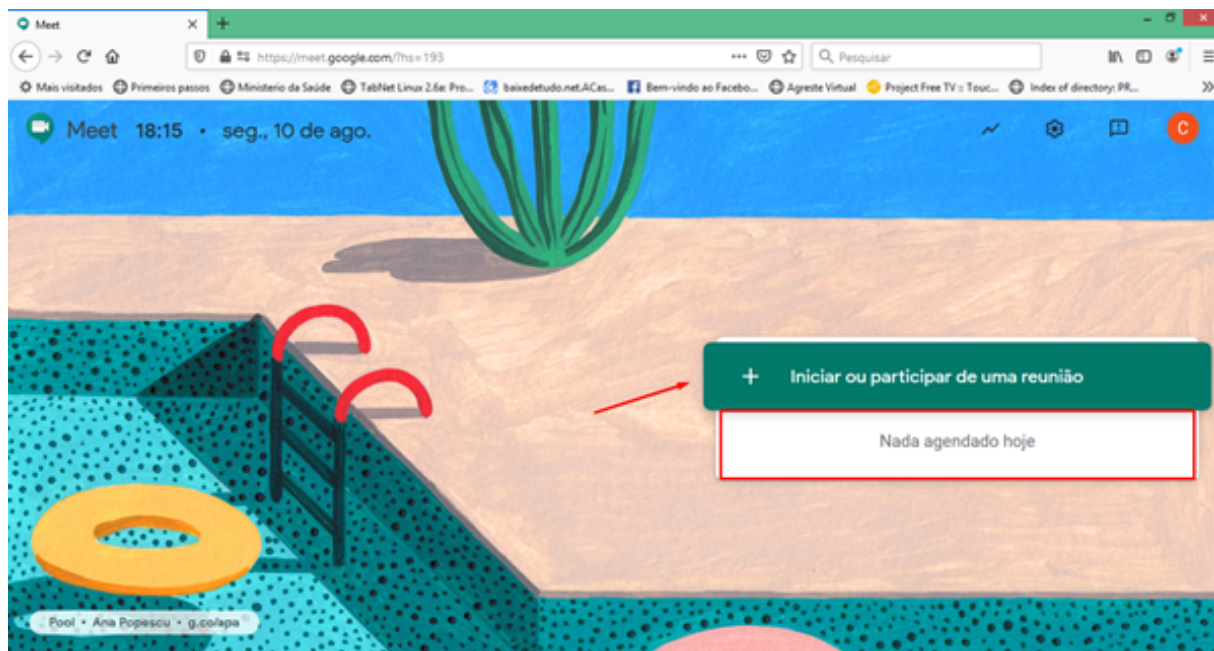 Meet
https://meet.google.com/?hs=193
Pesquisar
Mais visitados Primeiros passos Ministerio da Saúde TabNet Linux 2.6a: Pro... baixedetudo.net.ACas... Bem-vindo ao Facebo... Agreste Virtual Project Free TV :: Touc... Index of directory: PR...
Meet 18:15 • seg., 10 de ago.
C
+ Iniciar ou participar de uma reunião
Nada agendado hoje
Pool • Ana Popescu • g.co/apa